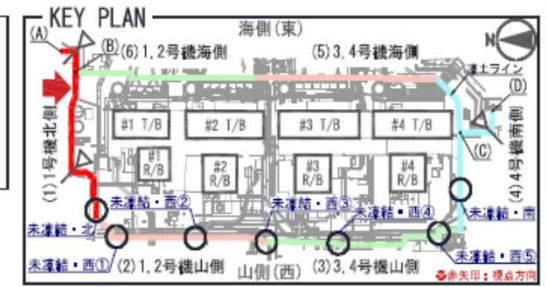 KEY PLAN
海側(東)
N
(A)
(B)
(6)1,2号機海側
(5)3,4号機海側
凍土ライン
(D)
(1)1号機北側
#1 T/B
#2 T/B
#3 T/B
#4 T/B
(C)
(4)4号機南側
#1
R/B
#2
R/B
#3
R/B
#4
R/B
未凍結・北
未凍結・西②
未凍結・西③
未凍結・西④
未凍結・南
未凍結・西①
(2)1,2号機山側
山側(西)
(3)3,4号機山側
未凍結・西⑤
赤矢印:視点方向